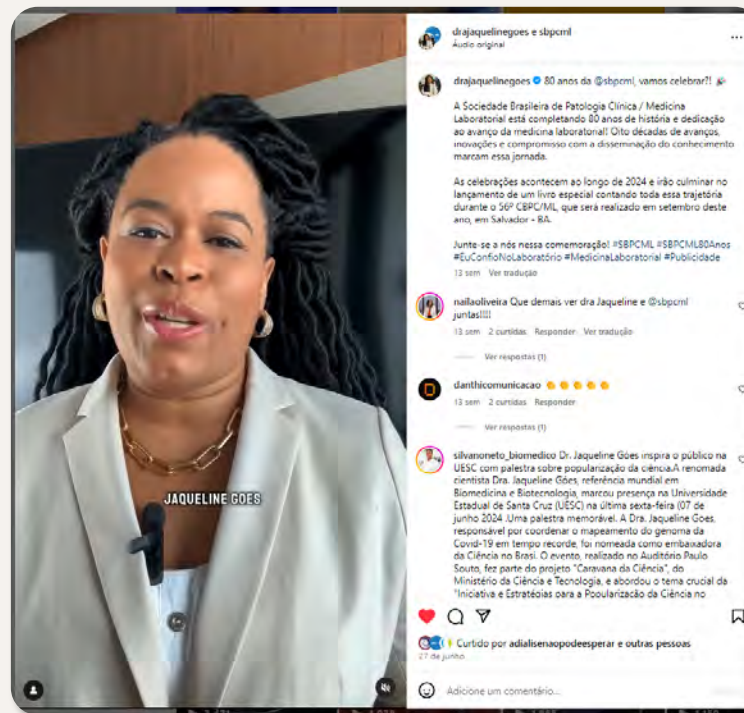 drajaquelinegoes e sbpcml
Áudio original
drajaquelinegoes 80 anos da @sbpcml, vamos celebrar?!
A Sociedade Brasileira de Patologia Clínica / Medicina
Laboratorial está completando 80 anos de história e dedicação
ao avanço da medicina laboratorial! Oito décadas de avanços,
inovações e compromisso com a disseminação do conhecimento
marcam essa jornada.
As celebrações acontecem ao longo de 2024 e irão culminar no
lançamento de um livro especial contando toda essa trajetória
durante o 56º CBPC/ML, que será realizado em setembro deste
ano, em Salvador - BA.
Junte-se a nós nessa comemoração! #SBPCML #SBPCML80Anos
#EuConfioNoLaboratório #MedicinaLaboratorial #Publicidade
13 sem Ver tradução
nailaoliveira Que demais ver dra Jaqueline e @sbpcml
juntas!!!!
13 sem 2 curtidas Responder Ver tradução
Ver respostas (1)
danthicomunicacao 👏👏👏👏👏
13 sem 2 curtidas Responder
Ver respostas (1)
silvanoneto_biomedico Dr. Jaqueline Góes inspira o público na
UESC com palestra sobre popularização da ciência.A renomada
cientista Dra. Jaqueline Góes, referência mundial em
Biomedicina e Biotecnologia, marcou presença na Universidade
Estadual de Santa Cruz (UESC) na última sexta-feira (07 de
junho 2024 .Uma palestra memorável. A Dra. Jaqueline Goes,
responsável por coordenar o mapeamento do genoma da
Covid-19 em tempo recorde, foi nomeada como embaixadora
da Ciência no Brasi. O evento, realizado no Auditório Paulo
Souto, fez parte do projeto "Caravana da Ciência", do
Ministério da Ciência e Tecnologia, e abordou o tema crucial da
"Iniciativa e Estratégias para a Popularização da Ciência no
JAQUELINE GOES
Curtido por adialisenaopodeesperar e outras pessoas
27 de junho
Adicione um comentário...